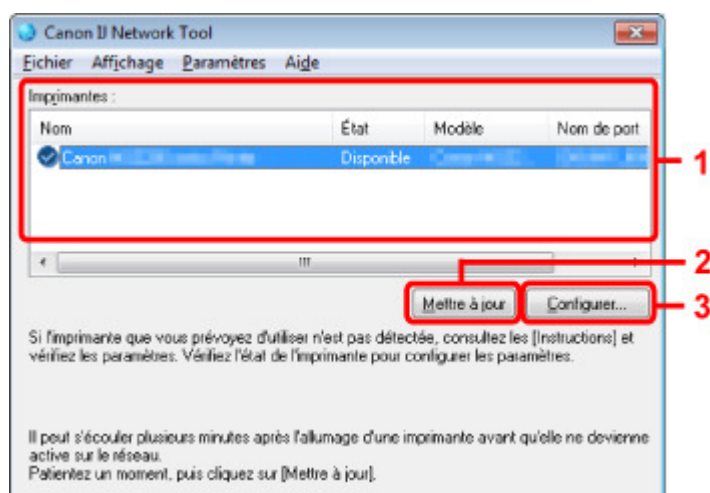 Canon IJ Network Tool
Fichier Affichage Paramètres Aide
Imprimantes :
Nom État Modèle Nom de port
Canon Disponible
1
2
Mettre à jour Configurer...
3
Si l'imprimante que vous prévoyez d'utiliser n'est pas détectée, consultez les [Instructions] et
vérifiez les paramètres. Vérifiez l'état de l'imprimante pour configurer les paramètres.
Il peut s'écouler plusieurs minutes après l'allumage d'une imprimante avant qu'elle ne devienne
active sur le réseau.
Patientez un moment, puis cliquez sur [Mettre à jour].